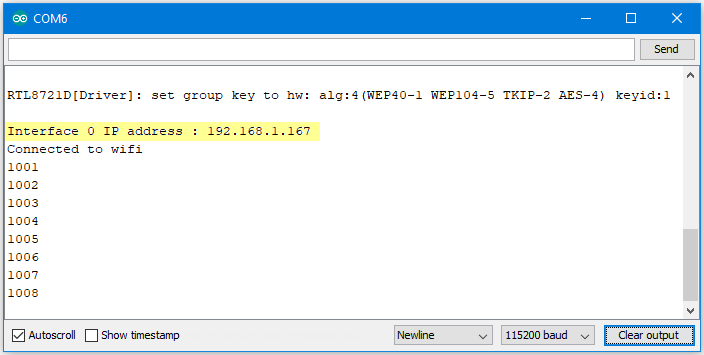 COM6
Send
RTL8721D[Driver]: set group key to hw: alg:4(WEP40-1 WEP104-5 TKIP-2 AES-4) keyid:1
Interface 0 IP address : 192.168.1.167
Connected to wifi
1001
1002
1003
1004
1005
1006
1007
1008
Autoscroll Show timestamp Newline 115200 baud Clear output